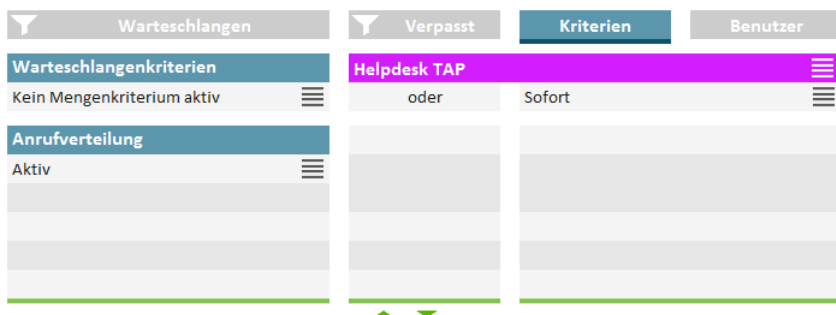 Warteschlangen
Verpasst
Kriterien
Benutzer
Warteschlangenkriterien
Helpdesk TAP
Kein Mengenkriterium aktiv
oder
Sofort
Anrufverteilung
Aktiv